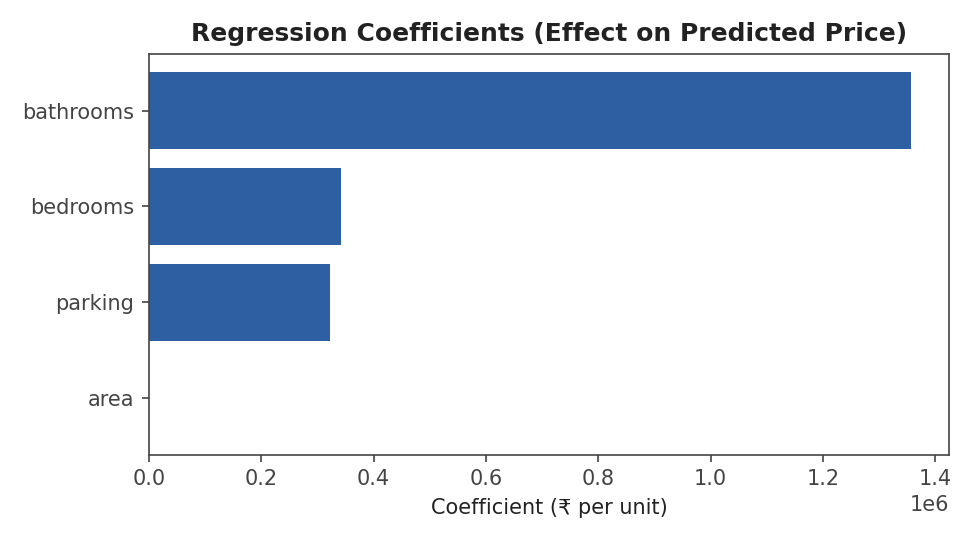 Regression Coefficients (Effect on Predicted Price)
bathrooms
bedrooms
parking
area
0.0 0.2 0.4 0.6 0.8 1.0 1.2 1.4
1e6
Coefficient (₹ per unit)